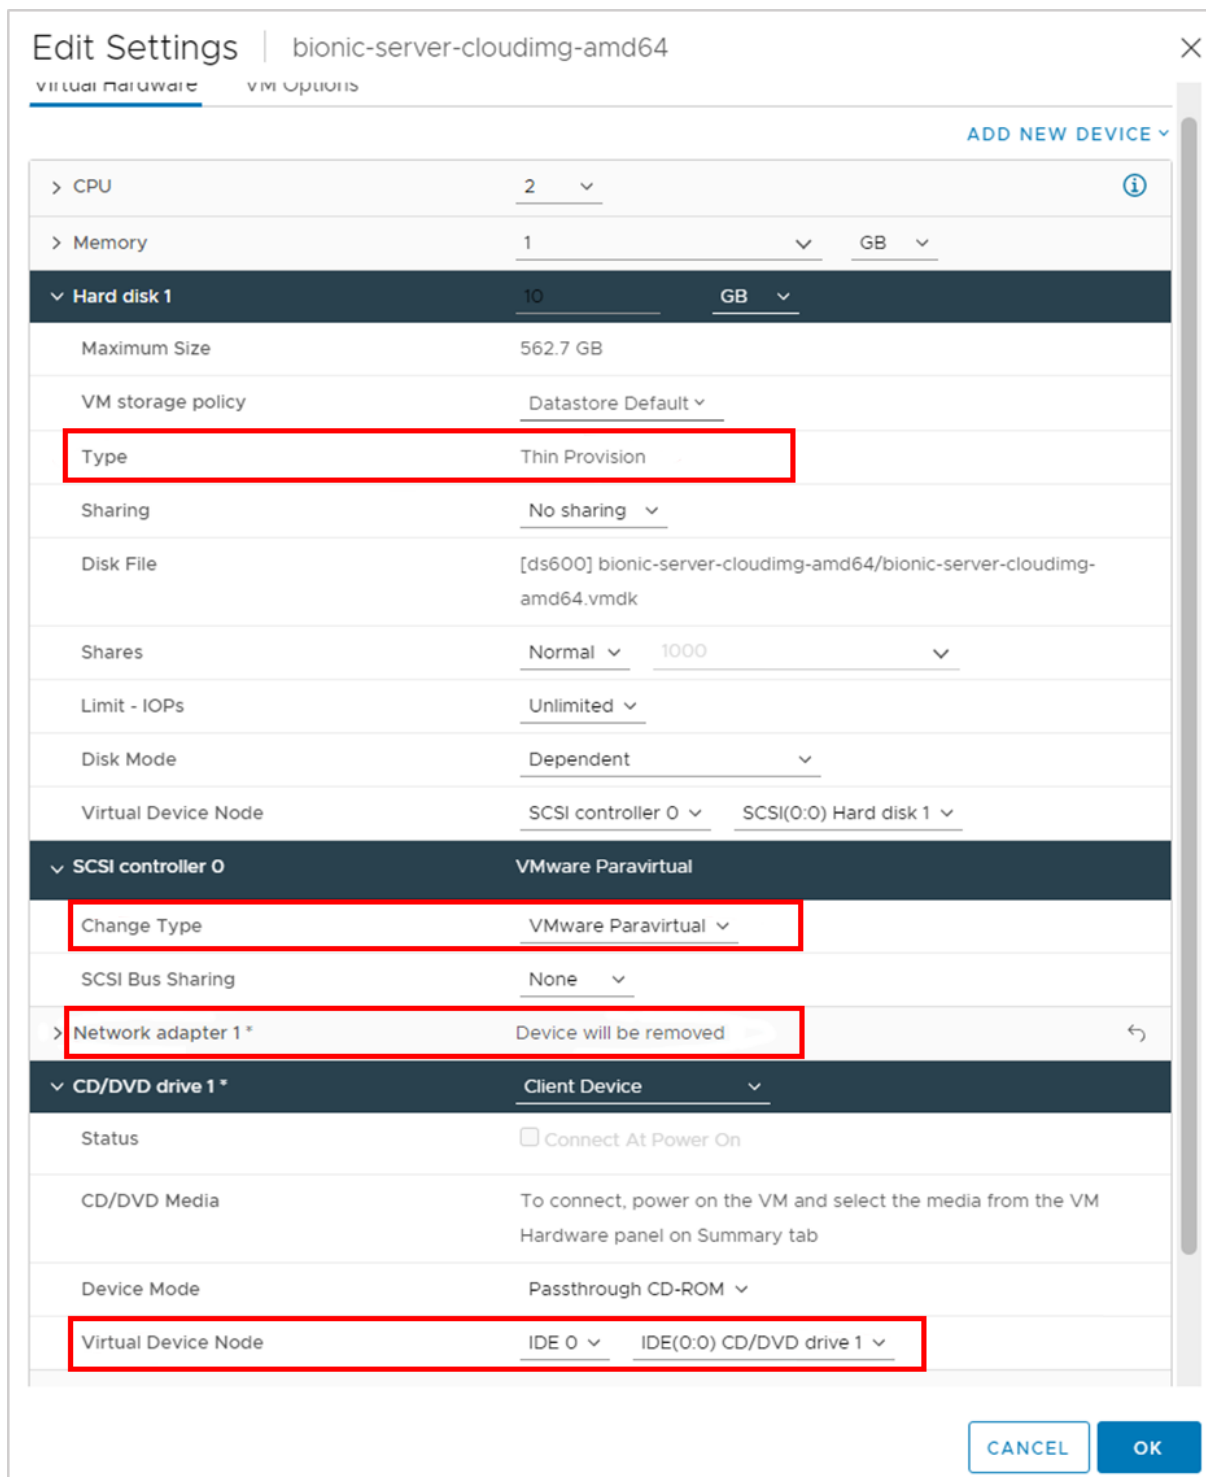 Edit Settings bionic-server-cloudimg-amd64
Virtual Hardware VM Options
ADD NEW DEVICE
CPU 2
Memory 1 GB
Hard disk 1 10 GB
Maximum Size 562.7 GB
VM storage policy Datastore Default
Type Thin Provision
Sharing No sharing
Disk File [ds600] bionic-server-cloudimg-amd64/bionic-server-cloudimg-
amd64.vmdk
Shares Normal 1000
Limit - IOPs Unlimited
Disk Mode Dependent
Virtual Device Node SCSI controller 0 SCSI(0:0) Hard disk 1
SCSI controller 0 VMware Paravirtual
Change Type VMware Paravirtual
SCSI Bus Sharing None
Network adapter 1 * Device will be removed
CD/DVD drive 1 * Client Device
Status Connect At Power On
CD/DVD Media To connect, power on the VM and select the media from the VM
Hardware panel on Summary tab
Device Mode Passthrough CD-ROM
Virtual Device Node IDE 0 IDE(0:0) CD/DVD drive 1
CANCEL OK